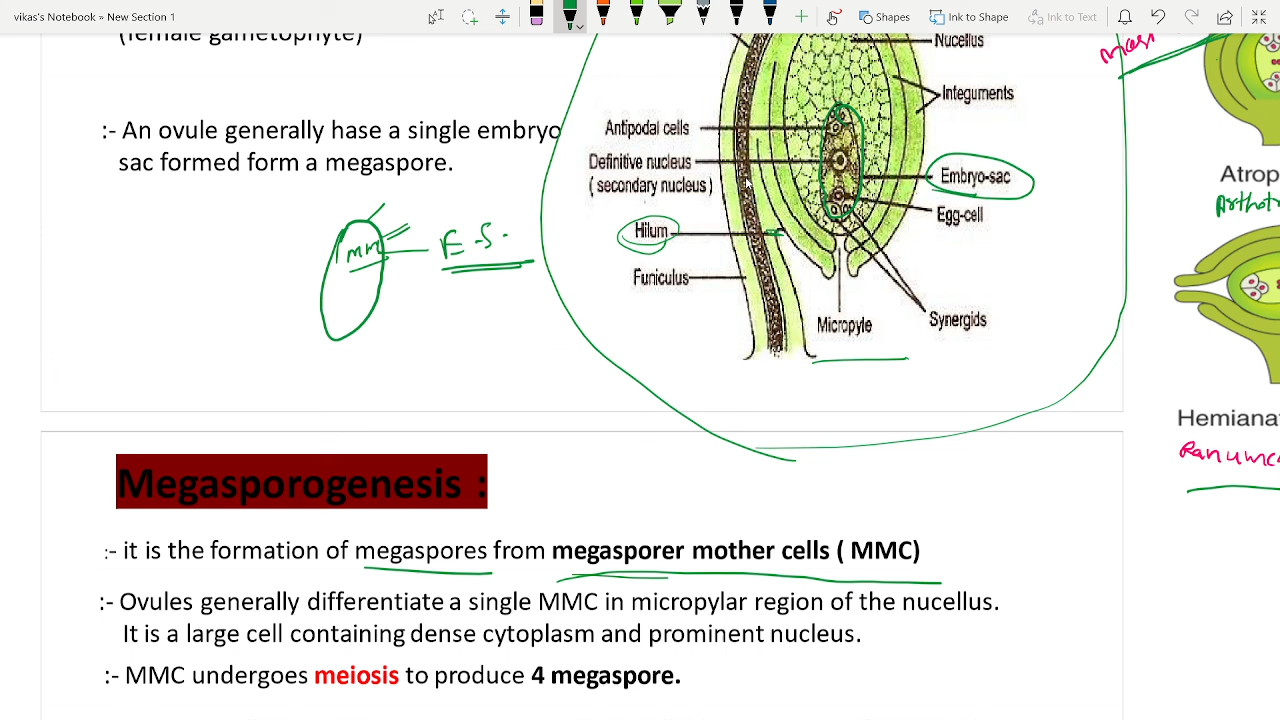 vikas's Notebook » New Section 1
Shapes
Ink to Shape
Ink to Text
(female gametophyte)
:- An ovule generally hase a single embryo
sac formed form a megaspore.
MM
E.S.
Nucellus
Integuments
Antipodal cells
Definitive nucleus
( secondary nucleus )
Embryo-sac
Egg-cell
Hilum
Funiculus
Micropyle
Synergids
Atrop
Hemiana
Megasporogenesis :
:- it is the formation of megaspores from megasporer mother cells ( MMC)
:- Ovules generally differentiate a single MMC in micropylar region of the nucellus.
It is a large cell containing dense cytoplasm and prominent nucleus.
:- MMC undergoes meiosis to produce 4 megaspore.